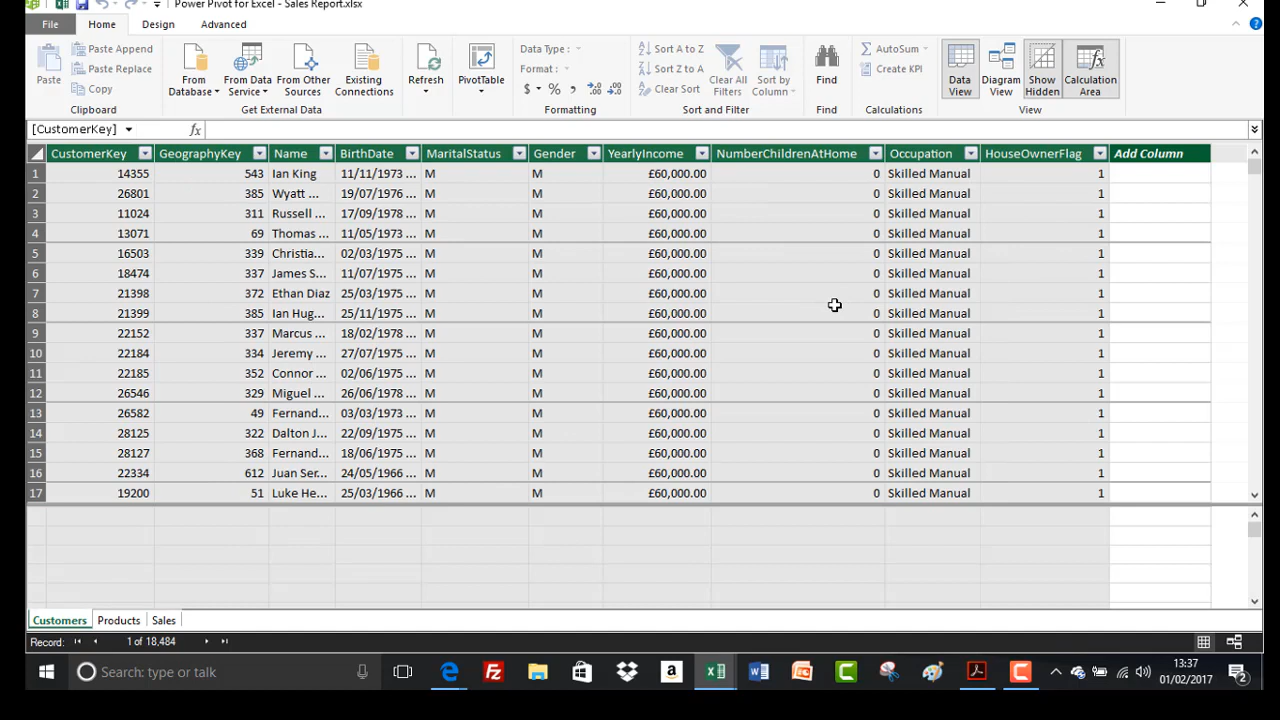 Power Pivot for Excel - Sales Report.xlsx
File Home Design Advanced
Paste
Paste Append
Paste Replace
Copy
Clipboard
From Database
From Data Service
From Other Sources
Existing Connections
Get External Data
Refresh
PivotTable
Data Type :
Format :
$ % , .00 .00
Formatting
Sort A to Z
Sort Z to A
Clear Sort
Clear All Filters
Sort by Column
Sort and Filter
Find
Find
AutoSum
Create KPI
Calculations
Data View
Diagram View
Show Hidden
Calculation Area
View
[CustomerKey] fx
CustomerKey GeographyKey Name BirthDate MaritalStatus Gender YearlyIncome NumberChildrenAtHome Occupation HouseOwnerFlag Add Column
1 14355 543 Ian King 11/11/1973 ... M M £60,000.00 0 Skilled Manual 1
2 26801 385 Wyatt ... 19/07/1976 ... M M £60,000.00 0 Skilled Manual 1
3 11024 311 Russell ... 17/09/1978 ... M M £60,000.00 0 Skilled Manual 1
4 13071 69 Thomas ... 11/05/1973 ... M M £60,000.00 0 Skilled Manual 1
5 16503 339 Christia... 02/03/1975 ... M M £60,000.00 0 Skilled Manual 1
6 18474 337 James S... 11/07/1975 ... M M £60,000.00 0 Skilled Manual 1
7 21398 372 Ethan Diaz 25/03/1975 ... M M £60,000.00 0 Skilled Manual 1
8 21399 385 Ian Hug... 25/11/1975 ... M M £60,000.00 0 Skilled Manual 1
9 22152 337 Marcus ... 18/02/1978 ... M M £60,000.00 0 Skilled Manual 1
10 22184 334 Jeremy ... 27/07/1975 ... M M £60,000.00 0 Skilled Manual 1
11 22185 352 Connor ... 02/06/1975 ... M M £60,000.00 0 Skilled Manual 1
12 26546 329 Miguel ... 26/06/1978 ... M M £60,000.00 0 Skilled Manual 1
13 26582 49 Fernand... 03/03/1973 ... M M £60,000.00 0 Skilled Manual 1
14 28125 322 Dalton J... 22/09/1975 ... M M £60,000.00 0 Skilled Manual 1
15 28127 368 Fernand... 18/06/1975 ... M M £60,000.00 0 Skilled Manual 1
16 22334 612 Juan Ser... 24/05/1966 ... M M £60,000.00 0 Skilled Manual 1
17 19200 51 Luke He... 25/03/1966 ... M M £60,000.00 0 Skilled Manual 1
Customers Products Sales
Record: 1 of 18,484
Search: type or talk
13:37
01/02/2017